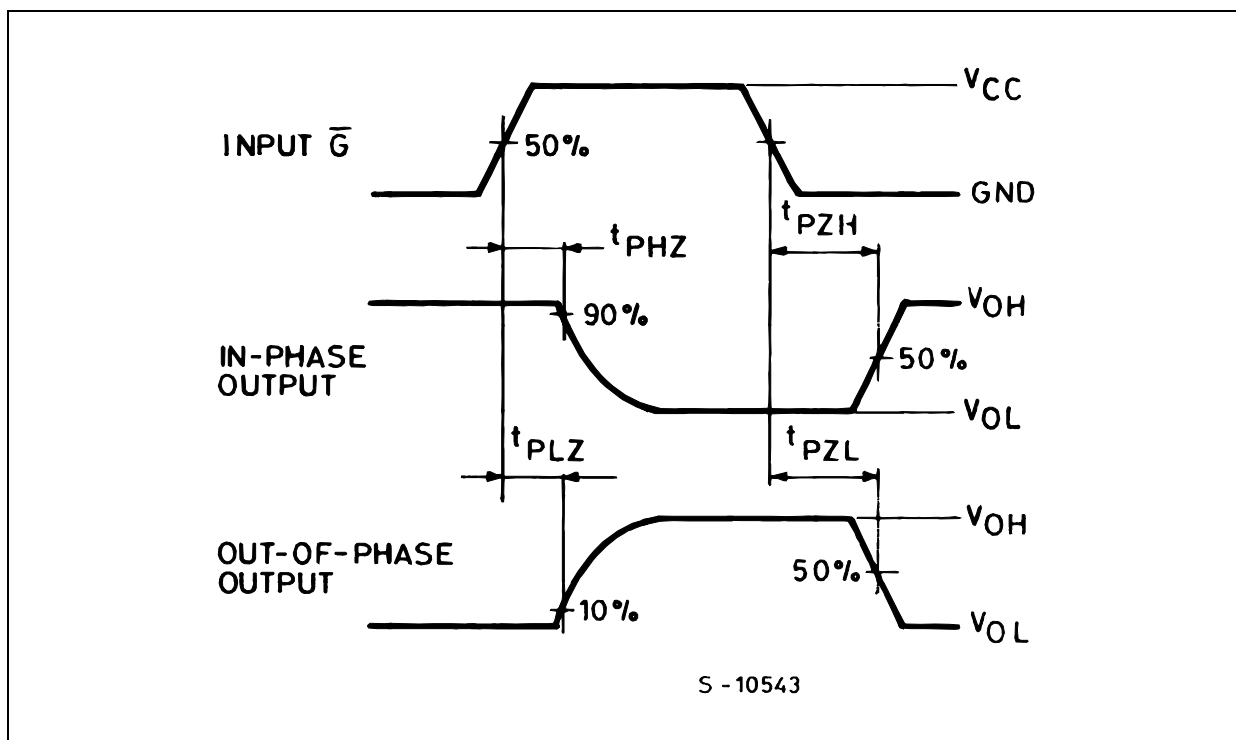 VCC
INPUT G̅
50%
GND
tPZH
tPHZ
VOH
90%
IN-PHASE
OUTPUT
50%
VOL
tPLZ
tPZL
VOH
OUT-OF-PHASE
OUTPUT
50%
10%
VOL
S-10543